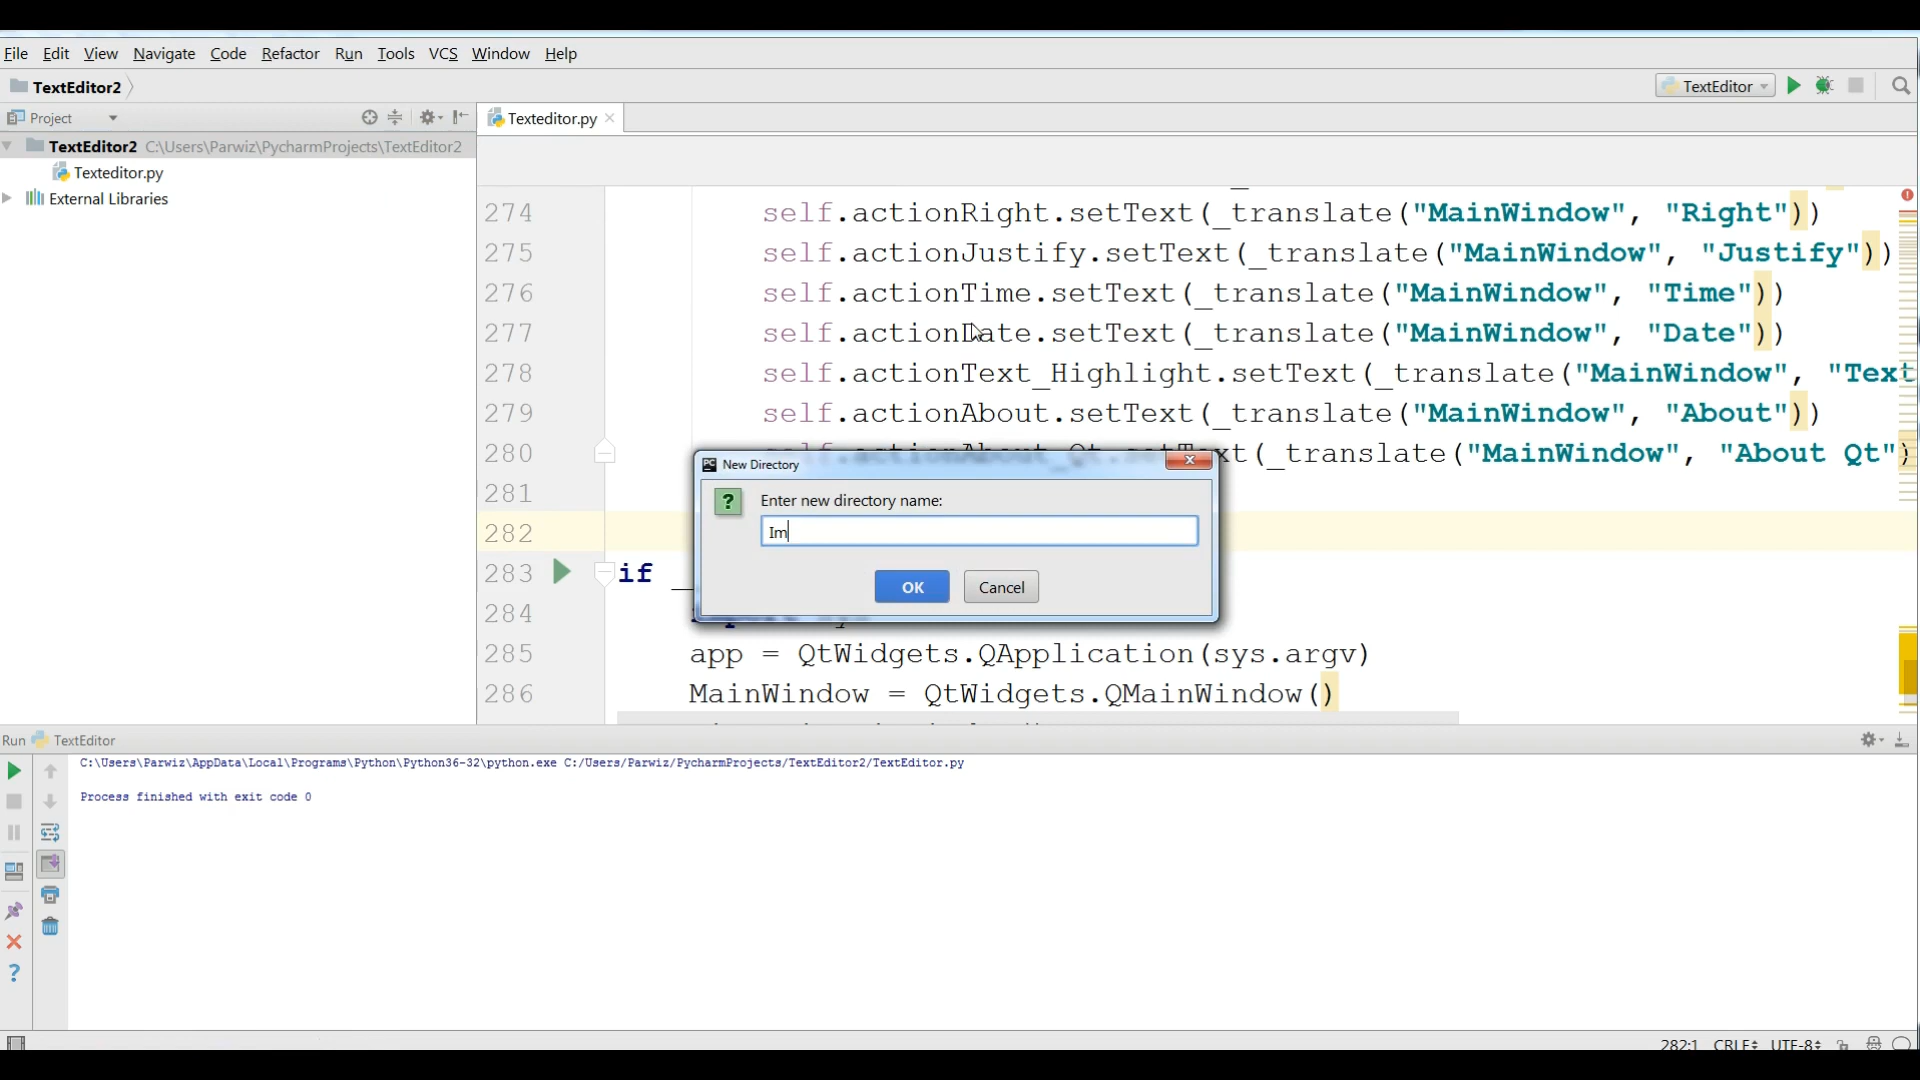 File Edit View Navigate Code Refactor Run Tools VCS Window Help
TextEditor2 TextEditor
Project Texteditor.py
TextEditor2 C:\Users\Parwiz\PycharmProjects\TextEditor2
Texteditor.py
External Libraries
274 self.actionRight.setText(_translate("MainWindow", "Right"))
275 self.actionJustify.setText(_translate("MainWindow", "Justify"))
276 self.actionTime.setText(_translate("MainWindow", "Time"))
277 self.actionDate.setText(_translate("MainWindow", "Date"))
278 self.actionText_Highlight.setText(_translate("MainWindow", "Text
279 self.actionAbout.setText(_translate("MainWindow", "About"))
280 self.actionAbout_Qt.setText(_translate("MainWindow", "About Qt")
281
282
283 if __
284
285 app = QtWidgets.QApplication(sys.argv)
286 MainWindow = QtWidgets.QMainWindow()
PC New Directory
? Enter new directory name:
Im
OK Cancel
Run TextEditor
C:\Users\Parwiz\AppData\Local\Programs\Python\Python36-32\python.exe C:/Users/Parwiz/PycharmProjects/TextEditor2/TextEditor.py
Process finished with exit code 0
?
282:1 CRLF UTF-8